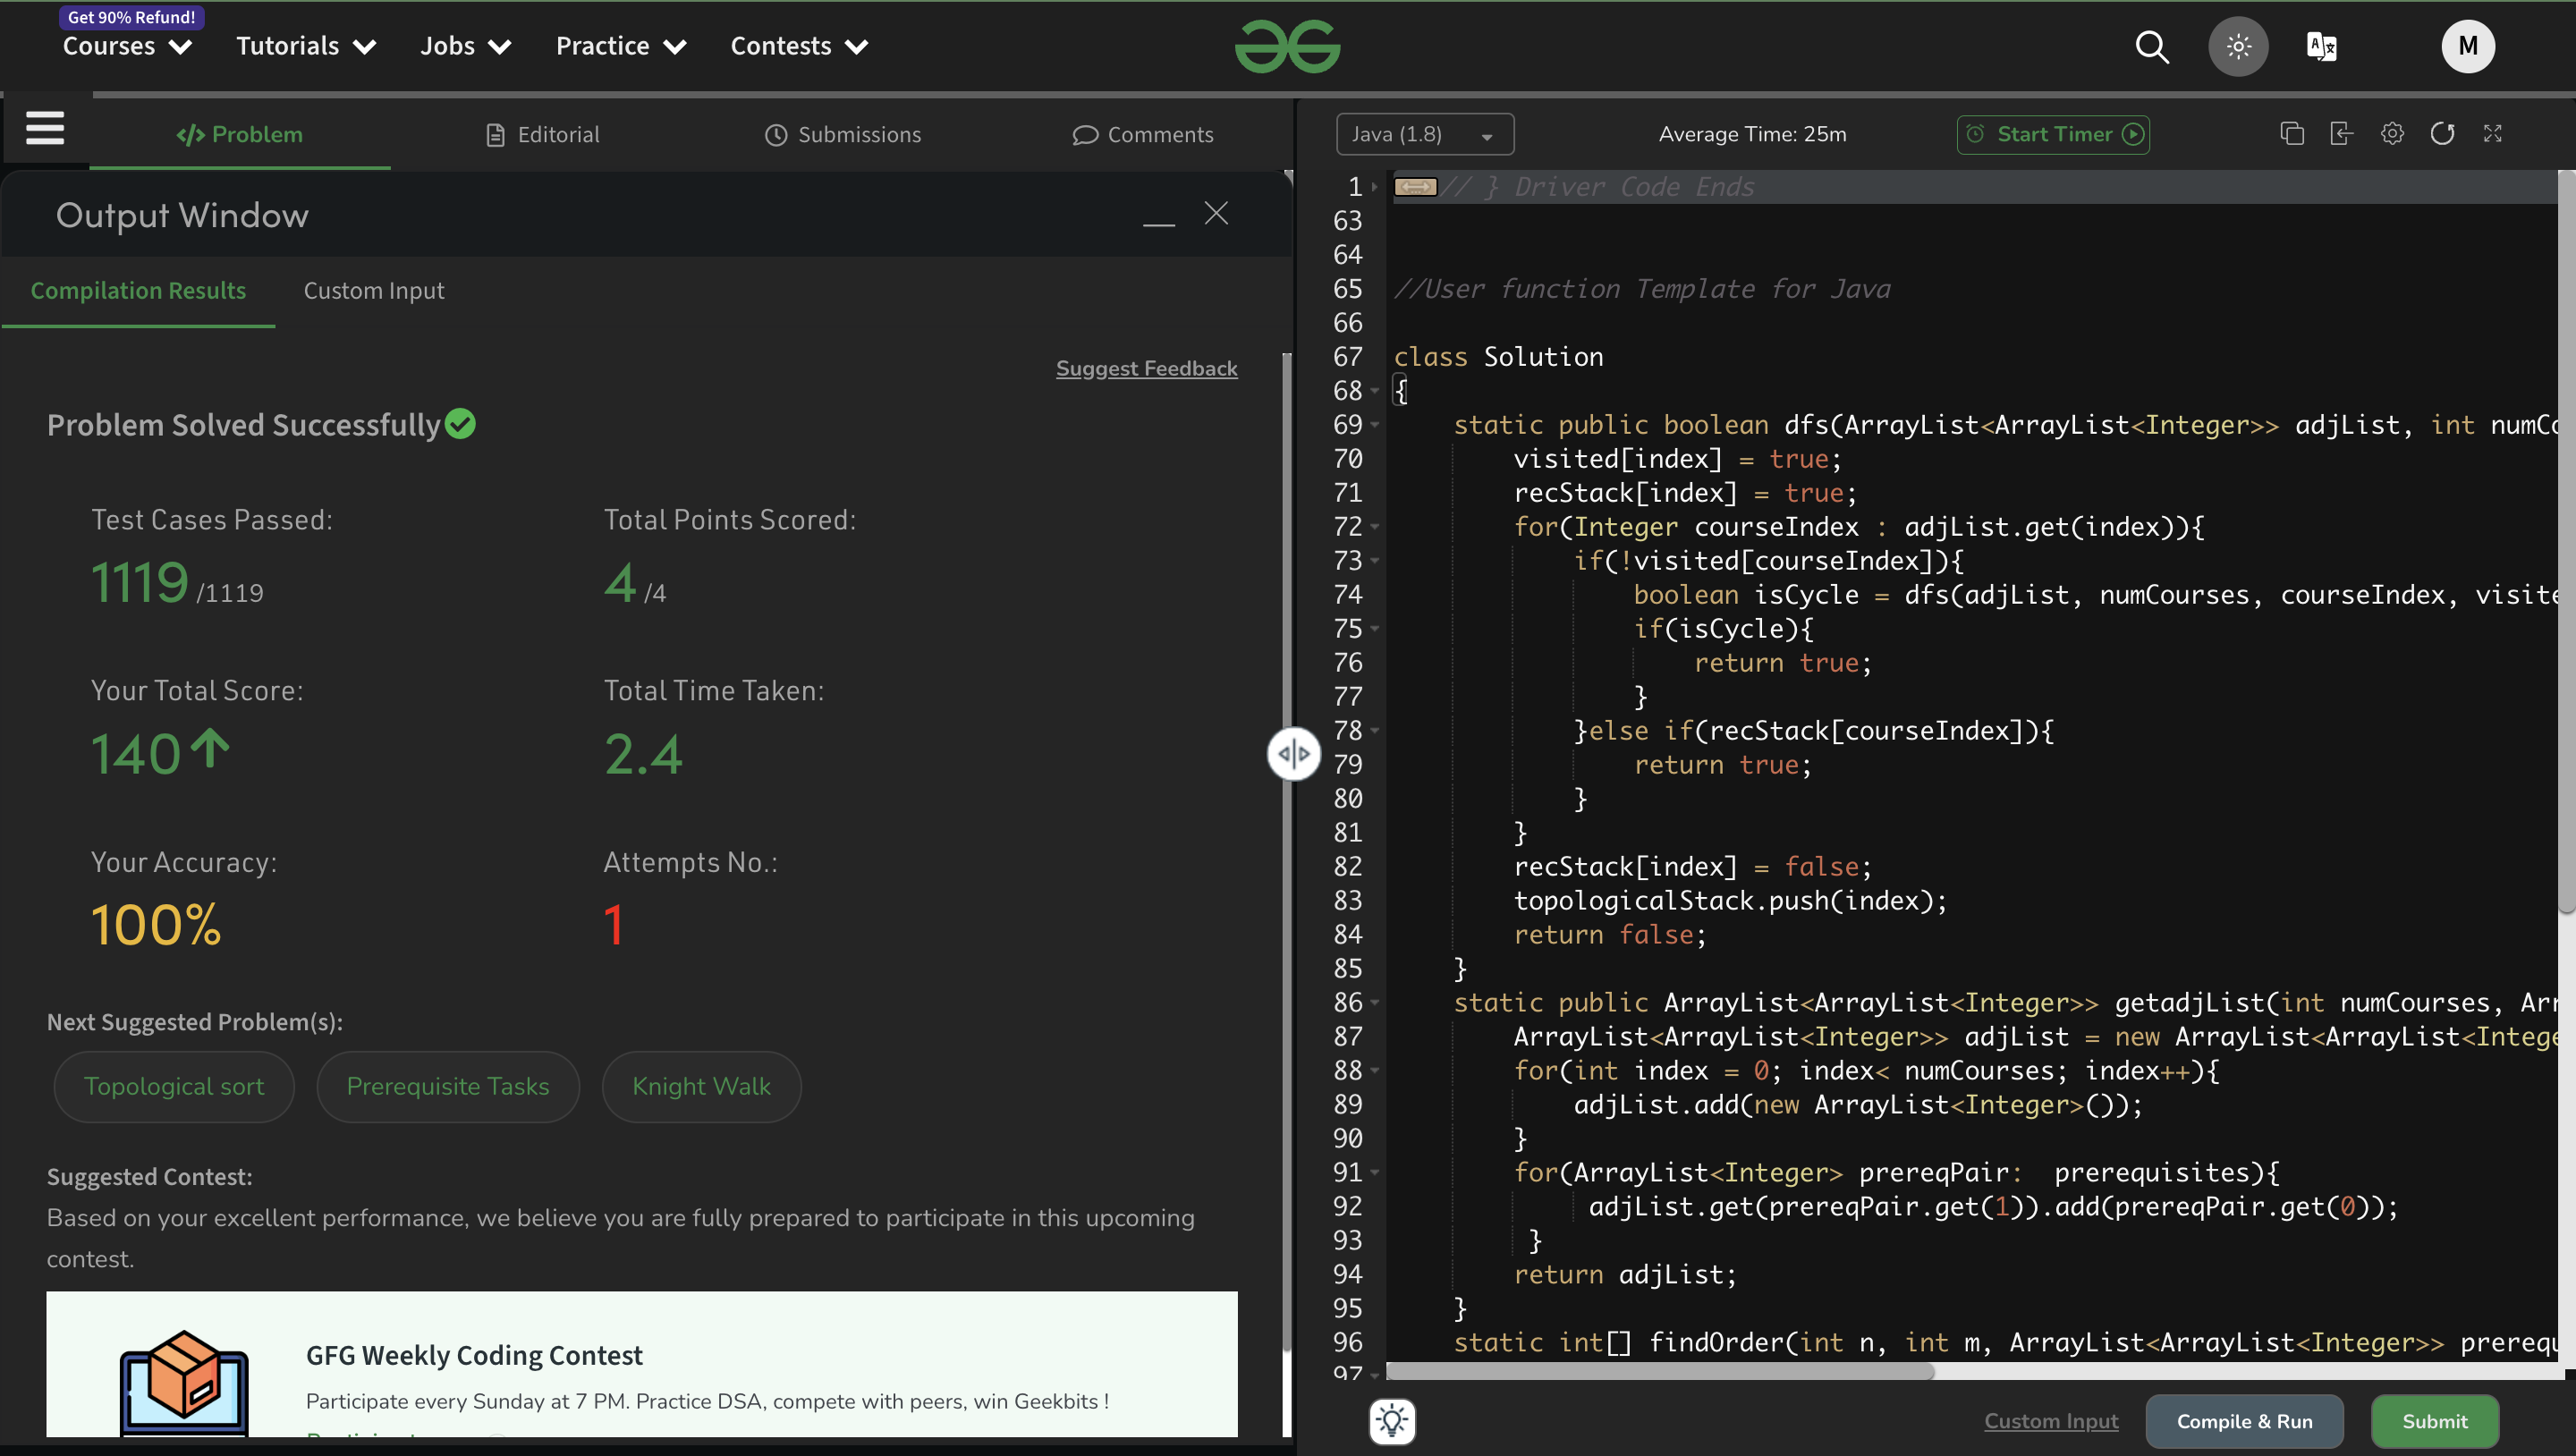 Get 90% Refund!
Courses Tutorials Jobs Practice Contests
M
Problem Editorial Submissions Comments
Output Window
Compilation Results Custom Input
Suggest Feedback
Problem Solved Successfully
Test Cases Passed: Total Points Scored:
1119 /1119 4 /4
Your Total Score: Total Time Taken:
140 2.4
Your Accuracy: Attempts No.:
100% 1
Next Suggested Problem(s):
Topological sort Prerequisite Tasks Knight Walk
Suggested Contest:
Based on your excellent performance, we believe you are fully prepared to participate in this upcoming
contest.
GFG Weekly Coding Contest
Participate every Sunday at 7 PM. Practice DSA, compete with peers, win Geekbits !
Java (1.8) Average Time: 25m Start Timer
1 // } Driver Code Ends
63
64
65 //User function Template for Java
66
67 class Solution
68 {
69 static public boolean dfs(ArrayList<ArrayList<Integer>> adjList, int numCo
70 visited[index] = true;
71 recStack[index] = true;
72 for(Integer courseIndex : adjList.get(index)){
73 if(!visited[courseIndex]){
74 boolean isCycle = dfs(adjList, numCourses, courseIndex, visite
75 if(isCycle){
76 return true;
77 }
78 }else if(recStack[courseIndex]){
79 return true;
80 }
81 }
82 recStack[index] = false;
83 topologicalStack.push(index);
84 return false;
85 }
86 static public ArrayList<ArrayList<Integer>> getadjList(int numCourses, Arr
87 ArrayList<ArrayList<Integer>> adjList = new ArrayList<ArrayList<Intege
88 for(int index = 0; index< numCourses; index++){
89 adjList.add(new ArrayList<Integer>());
90 }
91 for(ArrayList<Integer> prereqPair: prerequisites){
92 adjList.get(prereqPair.get(1)).add(prereqPair.get(0));
93 }
94 return adjList;
95 }
96 static int[] findOrder(int n, int m, ArrayList<ArrayList<Integer>> prerequ
97
Custom Input Compile & Run Submit